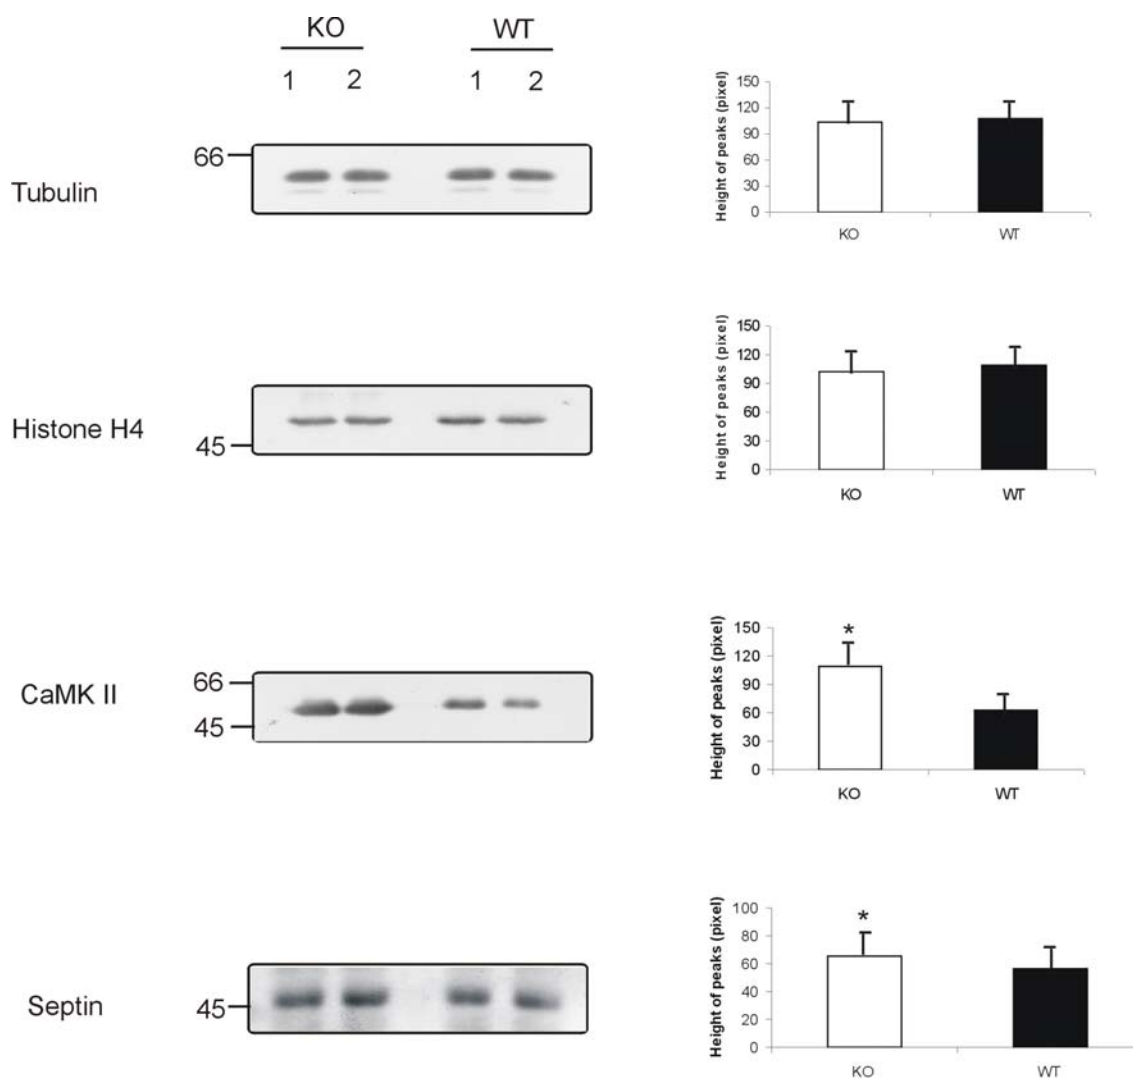 KO WT
1 2 1 2
Tubulin
66
Height of peaks (pixel)
150
120
90
60
30
0
KO WT
Histone H4
45
Height of peaks (pixel)
150
120
90
60
30
0
KO WT
CaMK II
66
45
Height of peaks (pixel)
150
120
90
60
30
0
*
KO WT
Septin
45
Height of peaks (pixel)
100
80
60
40
20
0
*
KO WT